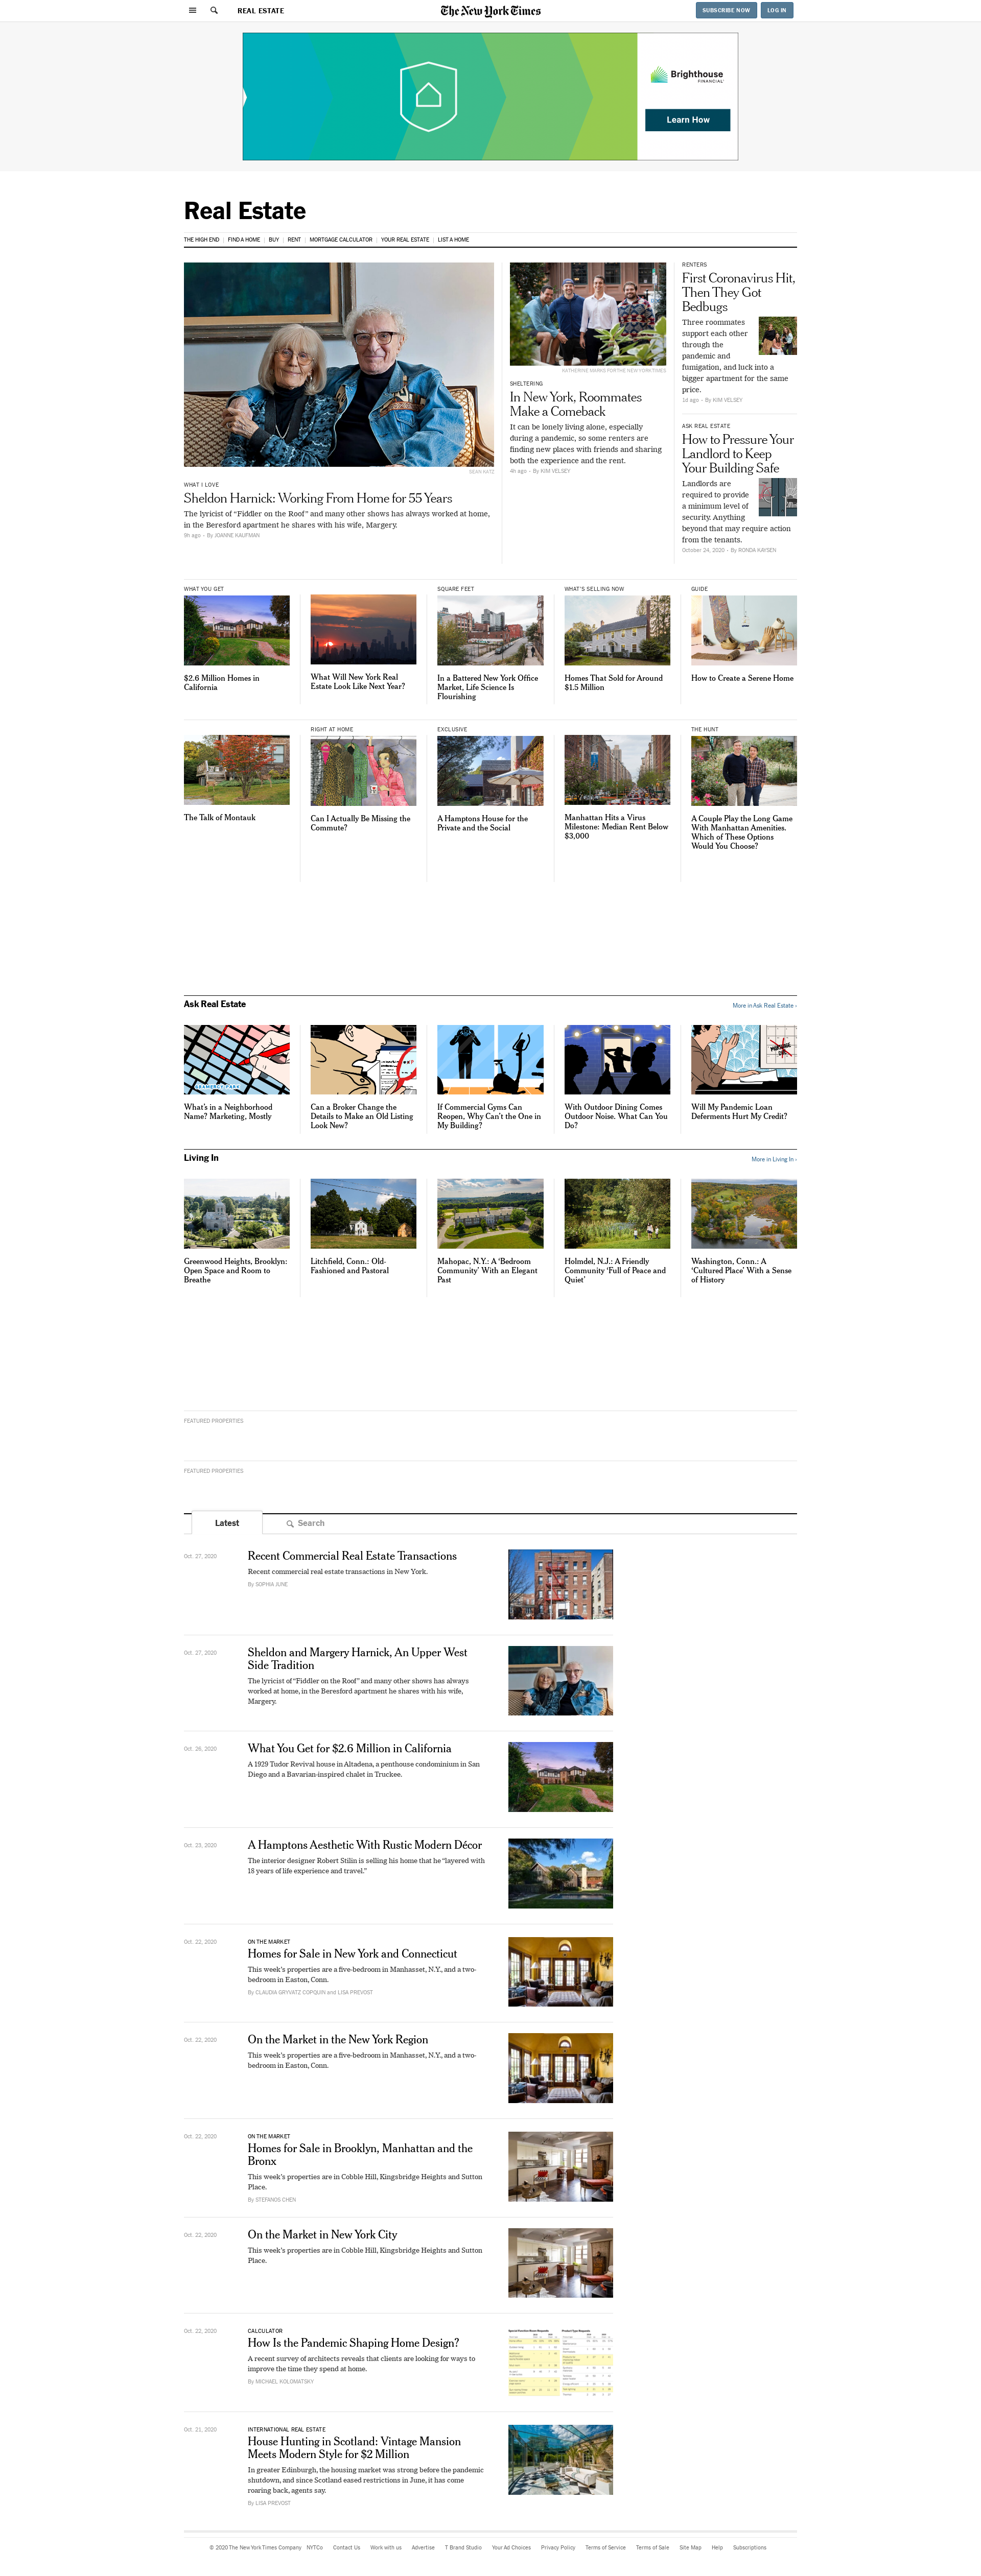 REAL ESTATE
The New York Times
SUBSCRIBE NOW
LOG IN
Brighthouse
FINANCIAL
Learn How
Real Estate
THE HIGH END
FIND A HOME
BUY
RENT
MORTGAGE CALCULATOR
YOUR REAL ESTATE
LIST A HOME
WHAT I LOVE
Sheldon Harnick: Working From Home for 55 Years
The lyricist of “Fiddler on the Roof” and many other shows has always worked at home,
in the Beresford apartment he shares with his wife, Margery.
9h ago - By JOANNE KAUFMAN
KATHERINE MARKS FOR THE NEW YORK TIMES
SHELTERING
In New York, Roommates
Make a Comeback
It can be lonely living alone, especially
during a pandemic, so some renters are
finding new places with friends and sharing
both the experience and the rent.
4h ago - By KIM VELSEY
RENTERS
First Coronavirus Hit,
Then They Got
Bedbugs
Three roommates
support each other
through the
pandemic and
fumigation, and luck into a
bigger apartment for the same
price.
1d ago - By KIM VELSEY
ASK REAL ESTATE
How to Pressure Your
Landlord to Keep
Your Building Safe
Landlords are
required to provide
a minimum level of
security. Anything
beyond that may require action
from the tenants.
October 24, 2020 - By RONDA KAYSEN
WHAT YOU GET
$2.6 Million Homes in
California
What Will New York Real
Estate Look Like Next Year?
SQUARE FEET
In a Battered New York Office
Market, Life Science Is
Flourishing
WHAT'S SELLING NOW
Homes That Sold for Around
$1.5 Million
GUIDE
How to Create a Serene Home
The Talk of Montauk
RIGHT AT HOME
Can I Actually Be Missing the
Commute?
EXCLUSIVE
A Hamptons House for the
Private and the Social
Manhattan Hits a Virus
Milestone: Median Rent Below
$3,000
THE HUNT
A Couple Play the Long Game
With Manhattan Amenities.
Which of These Options
Would You Choose?
Ask Real Estate
More in Ask Real Estate ›
What’s in a Neighborhood
Name? Marketing, Mostly
Can a Broker Change the
Details to Make an Old Listing
Look New?
If Commercial Gyms Can
Reopen, Why Can’t the One in
My Building?
With Outdoor Dining Comes
Outdoor Noise. What Can You
Do?
Will My Pandemic Loan
Deferments Hurt My Credit?
Living In
More in Living In ›
Greenwood Heights, Brooklyn:
Open Space and Room to
Breathe
Litchfield, Conn.: Old-
Fashioned and Pastoral
Mahopac, N.Y.: A ‘Bedroom
Community’ With an Elegant
Past
Holmdel, N.J.: A Friendly
Community ‘Full of Peace and
Quiet’
Washington, Conn.: A
‘Cultured Place’ With a Sense
of History
FEATURED PROPERTIES
FEATURED PROPERTIES
Latest
Search
Oct. 27, 2020
Recent Commercial Real Estate Transactions
Recent commercial real estate transactions in New York.
By SOPHIA JUNE
Oct. 27, 2020
Sheldon and Margery Harnick, An Upper West
Side Tradition
The lyricist of “Fiddler on the Roof” and many other shows has always
worked at home, in the Beresford apartment he shares with his wife,
Margery.
Oct. 26, 2020
What You Get for $2.6 Million in California
A 1929 Tudor Revival house in Altadena, a penthouse condominium in San
Diego and a Bavarian-inspired chalet in Truckee.
Oct. 23, 2020
A Hamptons Aesthetic With Rustic Modern Décor
The interior designer Robert Stilin is selling his home that he “layered with
18 years of life experience and travel.”
Oct. 22, 2020
ON THE MARKET
Homes for Sale in New York and Connecticut
This week’s properties are a five-bedroom in Manhasset, N.Y., and a two-
bedroom in Easton, Conn.
By CLAUDIA GRYVATZ COPQUIN and LISA PREVOST
Oct. 22, 2020
On the Market in the New York Region
This week’s properties are a five-bedroom in Manhasset, N.Y., and a two-
bedroom in Easton, Conn.
Oct. 22, 2020
ON THE MARKET
Homes for Sale in Brooklyn, Manhattan and the
Bronx
This week’s properties are in Cobble Hill, Kingsbridge Heights and Sutton
Place.
By STEFANOS CHEN
Oct. 22, 2020
On the Market in New York City
This week’s properties are in Cobble Hill, Kingsbridge Heights and Sutton
Place.
Oct. 22, 2020
CALCULATOR
How Is the Pandemic Shaping Home Design?
A recent survey of architects reveals that clients are looking for ways to
improve the time they spend at home.
By MICHAEL KOLOMATSKY
Oct. 21, 2020
INTERNATIONAL REAL ESTATE
House Hunting in Scotland: Vintage Mansion
Meets Modern Style for $2 Million
In greater Edinburgh, the housing market was strong before the pandemic
shutdown, and since Scotland eased restrictions in June, it has come
roaring back, agents say.
By LISA PREVOST
© 2020 The New York Times Company
NYTCo
Contact Us
Work with us
Advertise
T Brand Studio
Your Ad Choices
Privacy Policy
Terms of Service
Terms of Sale
Site Map
Help
Subscriptions